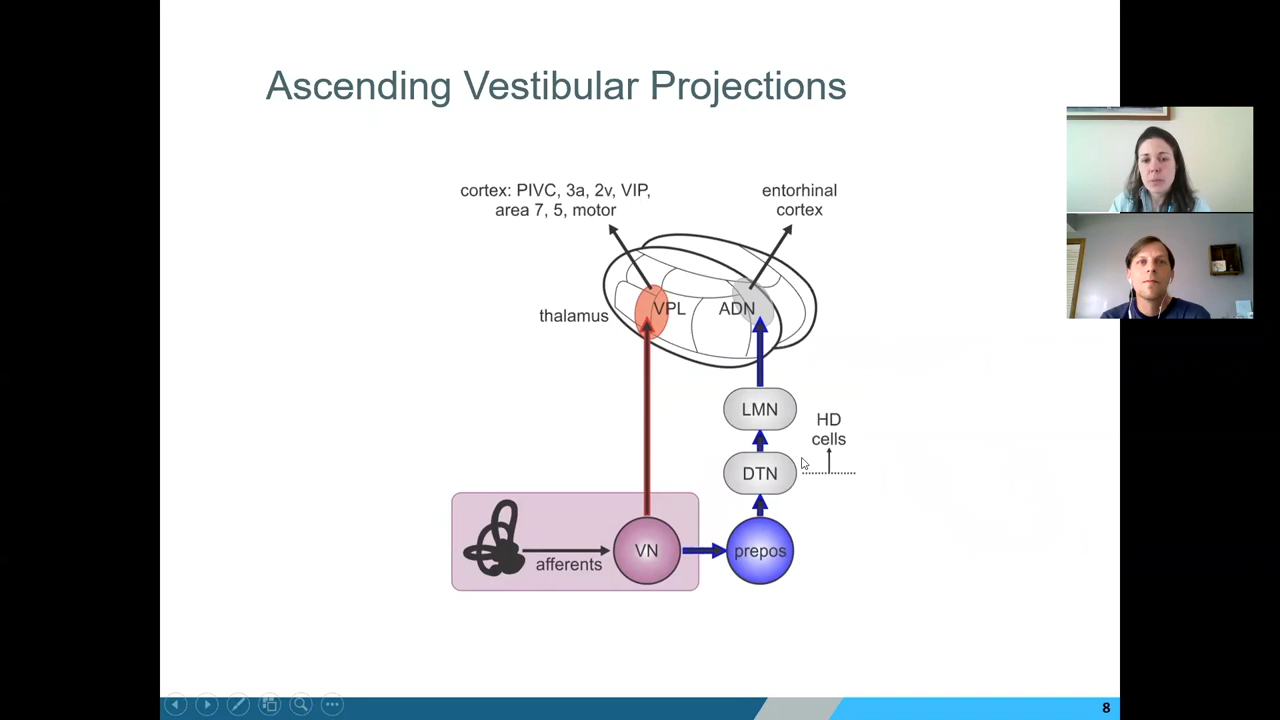 Ascending Vestibular Projections
cortex: PIVC, 3a, 2v, VIP,
area 7, 5, motor
entorhinal
cortex
thalamus
VPL
ADN
LMN
HD
cells
DTN
afferents
VN
prepos
8